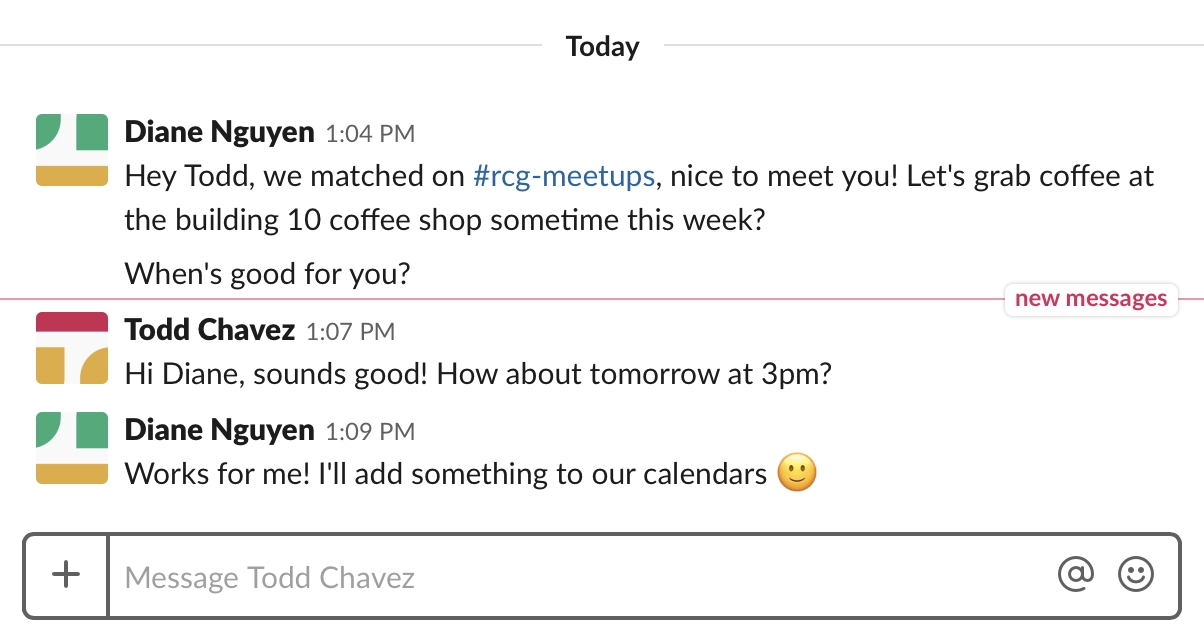 Today
Diane Nguyen 1:04 PM
Hey Todd, we matched on #rcg-meetups, nice to meet you! Let's grab coffee at
the building 10 coffee shop sometime this week?
When's good for you?
new messages
Todd Chavez 1:07 PM
Hi Diane, sounds good! How about tomorrow at 3pm?
Diane Nguyen 1:09 PM
Works for me! I'll add something to our calendars 🙂
+ Message Todd Chavez @